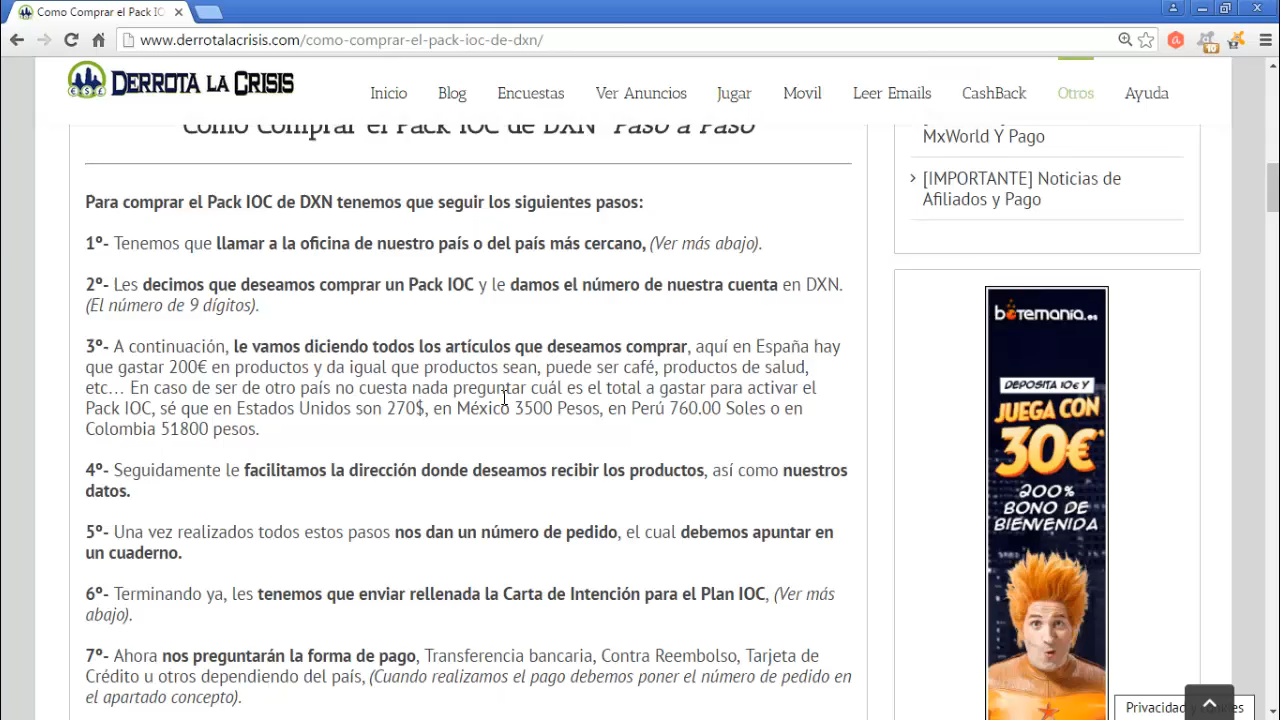 Como Comprar el Pack IO
www.derrotalacrisis.com/como-comprar-el-pack-ioc-de-dxn/
10
DERROTA LA CRISIS
Inicio
Blog
Encuestas
Ver Anuncios
Jugar
Movil
Leer Emails
CashBack
Otros
Ayuda
Como Comprar el Pack IOC de DXN "Paso a Paso"
Para comprar el Pack IOC de DXN tenemos que seguir los siguientes pasos:
1º- Tenemos que llamar a la oficina de nuestro país o del país más cercano, (Ver más abajo).
2º- Les decimos que deseamos comprar un Pack IOC y le damos el número de nuestra cuenta en DXN.
(El número de 9 dígitos).
3º- A continuación, le vamos diciendo todos los artículos que deseamos comprar, aquí en España hay
que gastar 200€ en productos y da igual que productos sean, puede ser café, productos de salud,
etc… En caso de ser de otro país no cuesta nada preguntar cuál es el total a gastar para activar el
Pack IOC, sé que en Estados Unidos son 270$, en México 3500 Pesos, en Perú 760.00 Soles o en
Colombia 51800 pesos.
4º- Seguidamente le facilitamos la dirección donde deseamos recibir los productos, así como nuestros
datos.
5º- Una vez realizados todos estos pasos nos dan un número de pedido, el cual debemos apuntar en
un cuaderno.
6º- Terminando ya, les tenemos que enviar rellenada la Carta de Intención para el Plan IOC, (Ver más
abajo).
7º- Ahora nos preguntarán la forma de pago, Transferencia bancaria, Contra Reembolso, Tarjeta de
Crédito u otros dependiendo del país, (Cuando realizamos el pago debemos poner el número de pedido en
el apartado concepto).
MxWorld Y Pago
[IMPORTANTE] Noticias de
Afiliados y Pago
botemania.es
DEPOSITA 10€ Y
JUEGA CON
30€*
200%
BONO DE
BIENVENIDA
Privacidad y cookies